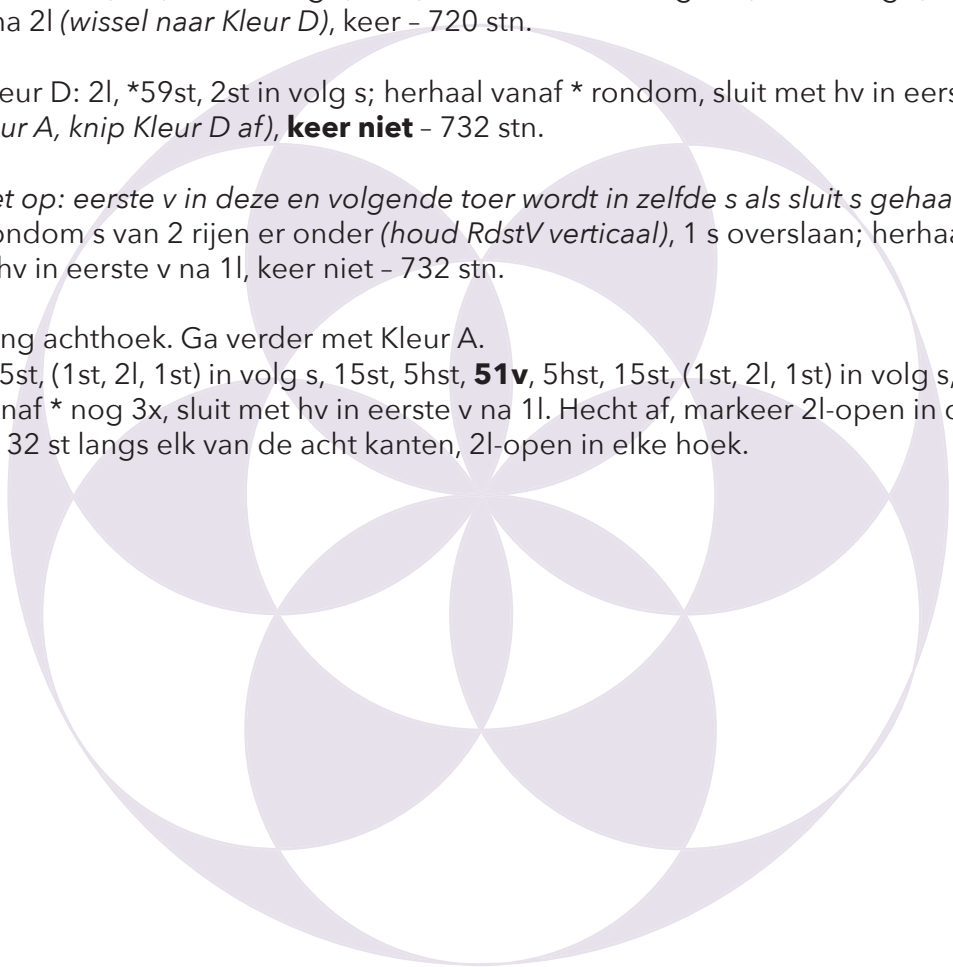 na 2l (wissel naar Kleur D), keer – 720 stn.
eur D: 2l, *59st, 2st in volg s; herhaal vanaf * rondom, sluit met hv in eers
ur A, knip Kleur D af), keer niet – 732 stn.
et op: eerste v in deze en volgende toer wordt in zelfde s als sluit s gehaa
ondom s van 2 rijen er onder (houd RdstV verticaal), 1 s overslaan; herhaa
hv in eerste v na 1l, keer niet – 732 stn.
ng achthoek. Ga verder met Kleur A.
5st, (1st, 2l, 1st) in volg s, 15st, 5hst, 51v, 5hst, 15st, (1st, 2l, 1st) in volg s,
naf * nog 3x, sluit met hv in eerste v na 1l. Hecht af, markeer 2l-open in
32 st langs elk van de acht kanten, 2l-open in elke hoek.